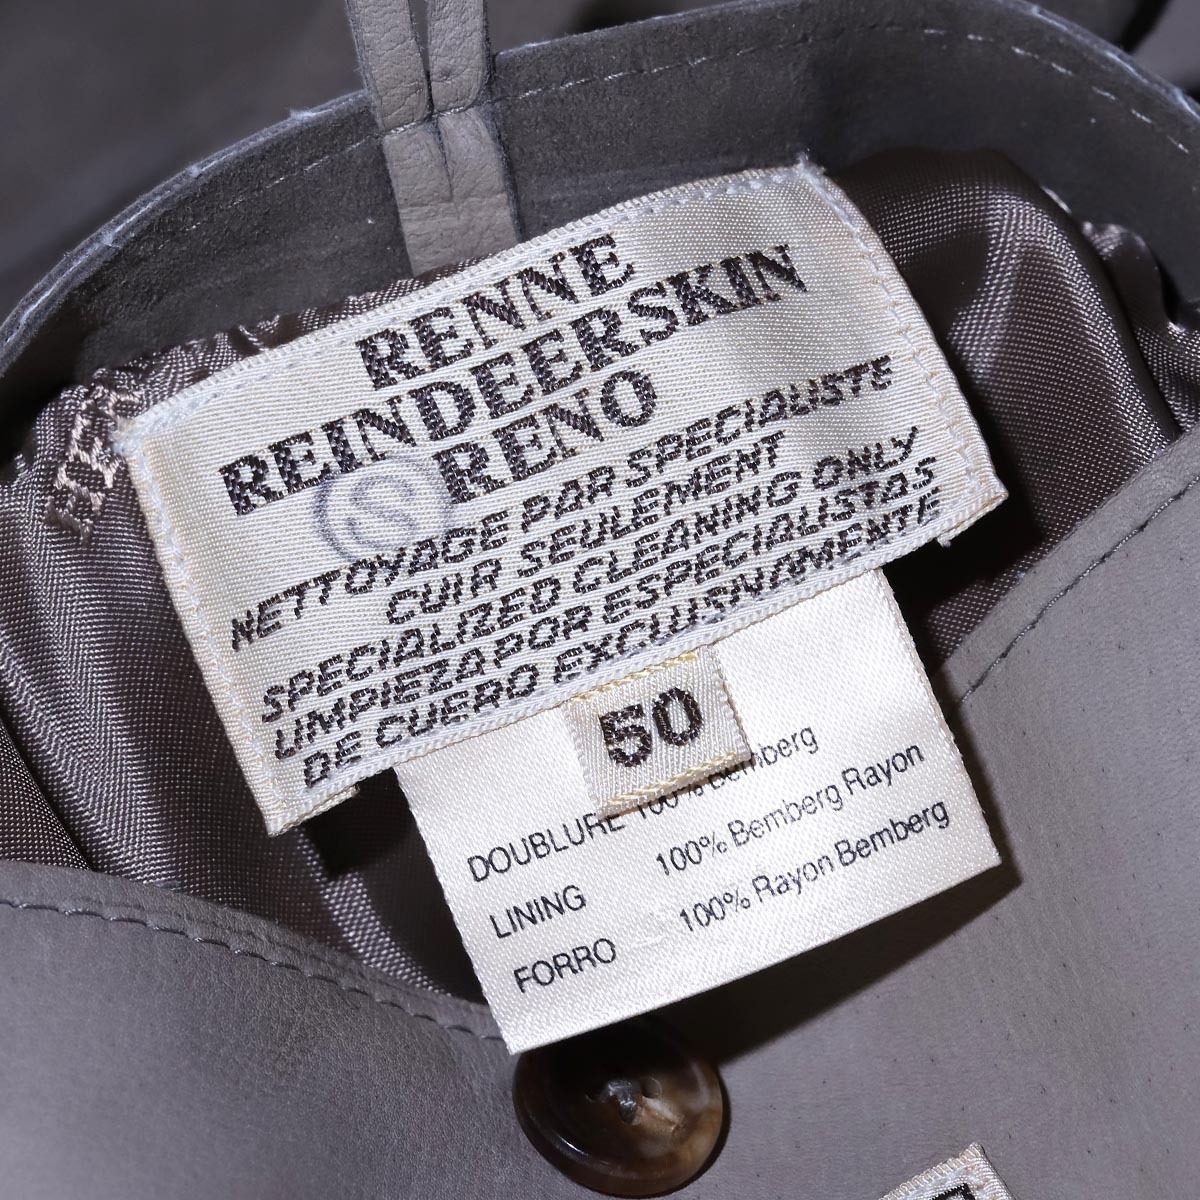 RENNE
REINDEERSKIN
RENO
S
NETTOYAGE PAR SPECIALISTE
CUIR SEULEMENT
SPECIALIZED CLEANING ONLY
LIMPIEZA POR ESPECIALISTAS
DE CUERO EXCLUSIVAMENTE
50
DOUBLURE 100% Bemberg
LINING 100% Bemberg Rayon
FORRO 100% Rayon Bemberg